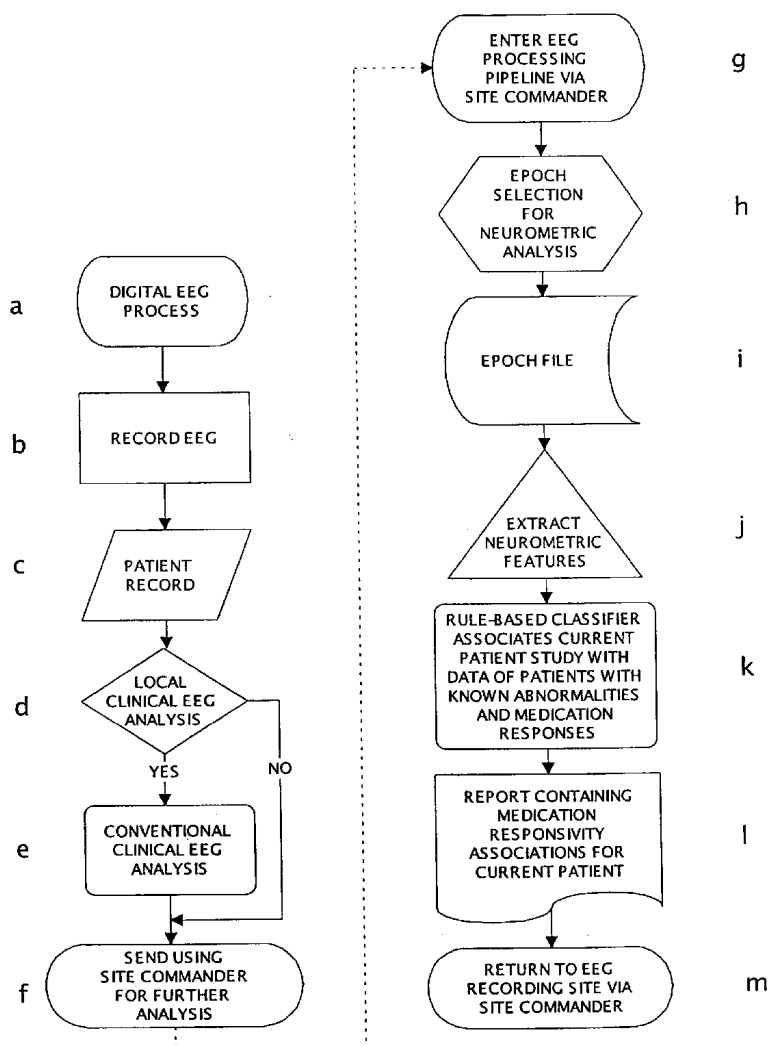 a
DIGITAL EEG
PROCESS
b
RECORD EEG
c
PATIENT
RECORD
d
LOCAL
CLINICAL EEG
ANALYSIS
YES
NO
e
CONVENTIONAL
CLINICAL EEG
ANALYSIS
f
SEND USING
SITE COMMANDER
FOR FURTHER
ANALYSIS
ENTER EEG
PROCESSING
PIPELINE VIA
SITE COMMANDER
g
EPOCH
SELECTION
FOR
NEUROMETRIC
ANALYSIS
h
EPOCH FILE
i
EXTRACT
NEUROMETRIC
FEATURES
j
RULE-BASED CLASSIFIER
ASSOCIATES CURRENT
PATIENT STUDY WITH
DATA OF PATIENTS WITH
KNOWN ABNORMALITIES
AND MEDICATION
RESPONSES
k
REPORT CONTAINING
MEDICATION
RESPONSIVITY
ASSOCIATIONS FOR
CURRENT PATIENT
l
RETURN TO EEG
RECORDING SITE VIA
SITE COMMANDER
m